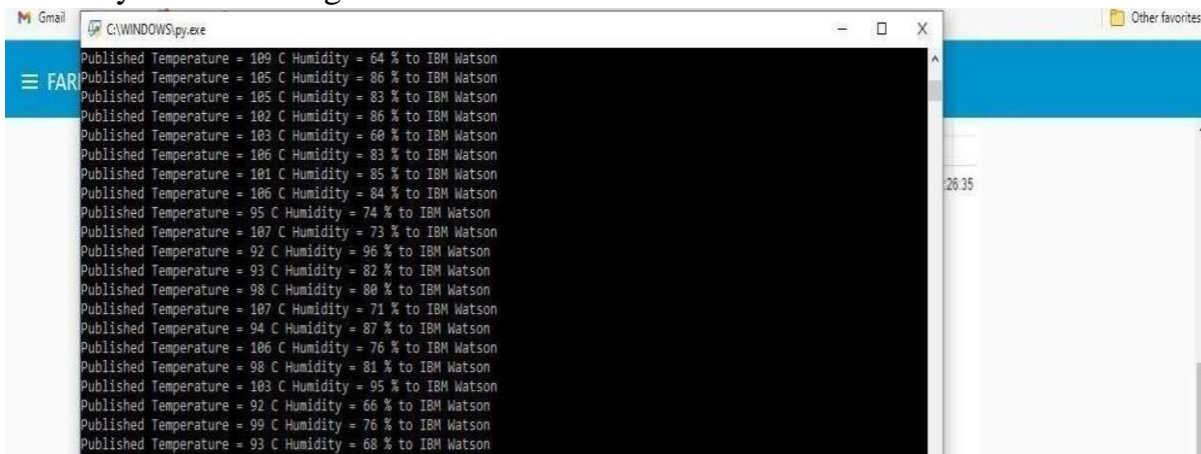 Gmail
C:\WINDOWS\py.exe
Other favorites
FAR
Published Temperature = 109 C Humidity = 64 % to IBM Watson
Published Temperature = 105 C Humidity = 86 % to IBM Watson
Published Temperature = 105 C Humidity = 83 % to IBM Watson
Published Temperature = 102 C Humidity = 86 % to IBM Watson
Published Temperature = 103 C Humidity = 60 % to IBM Watson
Published Temperature = 106 C Humidity = 83 % to IBM Watson
Published Temperature = 101 C Humidity = 85 % to IBM Watson
Published Temperature = 106 C Humidity = 84 % to IBM Watson
:26:35
Published Temperature = 95 C Humidity = 74 % to IBM Watson
Published Temperature = 107 C Humidity = 73 % to IBM Watson
Published Temperature = 92 C Humidity = 96 % to IBM Watson
Published Temperature = 93 C Humidity = 82 % to IBM Watson
Published Temperature = 98 C Humidity = 80 % to IBM Watson
Published Temperature = 107 C Humidity = 71 % to IBM Watson
Published Temperature = 94 C Humidity = 87 % to IBM Watson
Published Temperature = 106 C Humidity = 76 % to IBM Watson
Published Temperature = 98 C Humidity = 81 % to IBM Watson
Published Temperature = 103 C Humidity = 95 % to IBM Watson
Published Temperature = 92 C Humidity = 66 % to IBM Watson
Published Temperature = 99 C Humidity = 76 % to IBM Watson
Published Temperature = 93 C Humidity = 68 % to IBM Watson